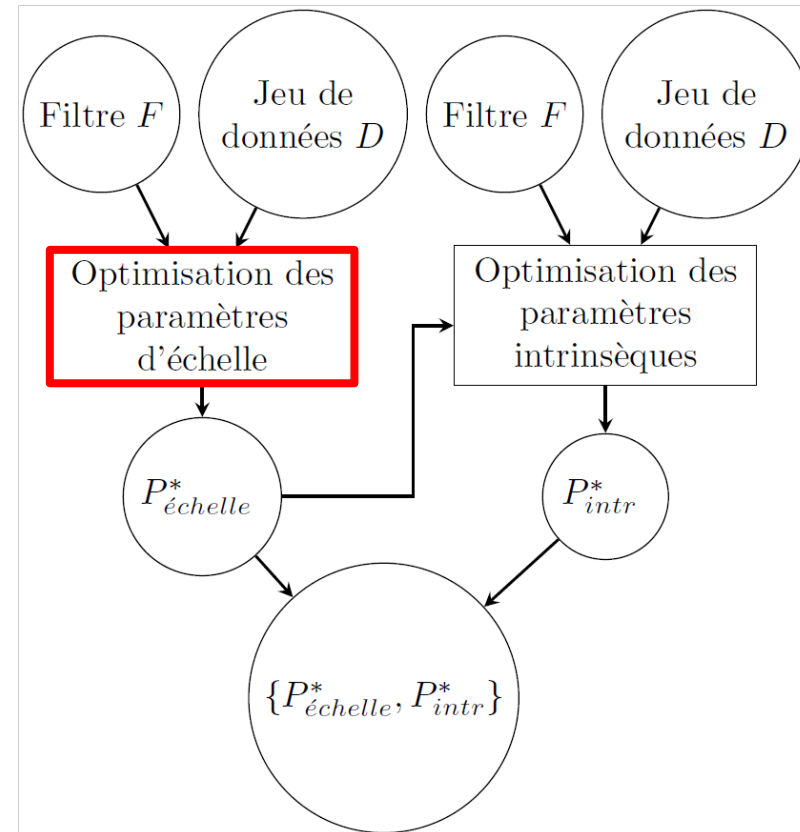 Filtre F
Jeu de
données D
Filtre F
Jeu de
données D
Optimisation des
paramètres
d'échelle
Optimisation des
paramètres
intrinsèques
P*échelle
P*intr
{P*échelle, P*intr}